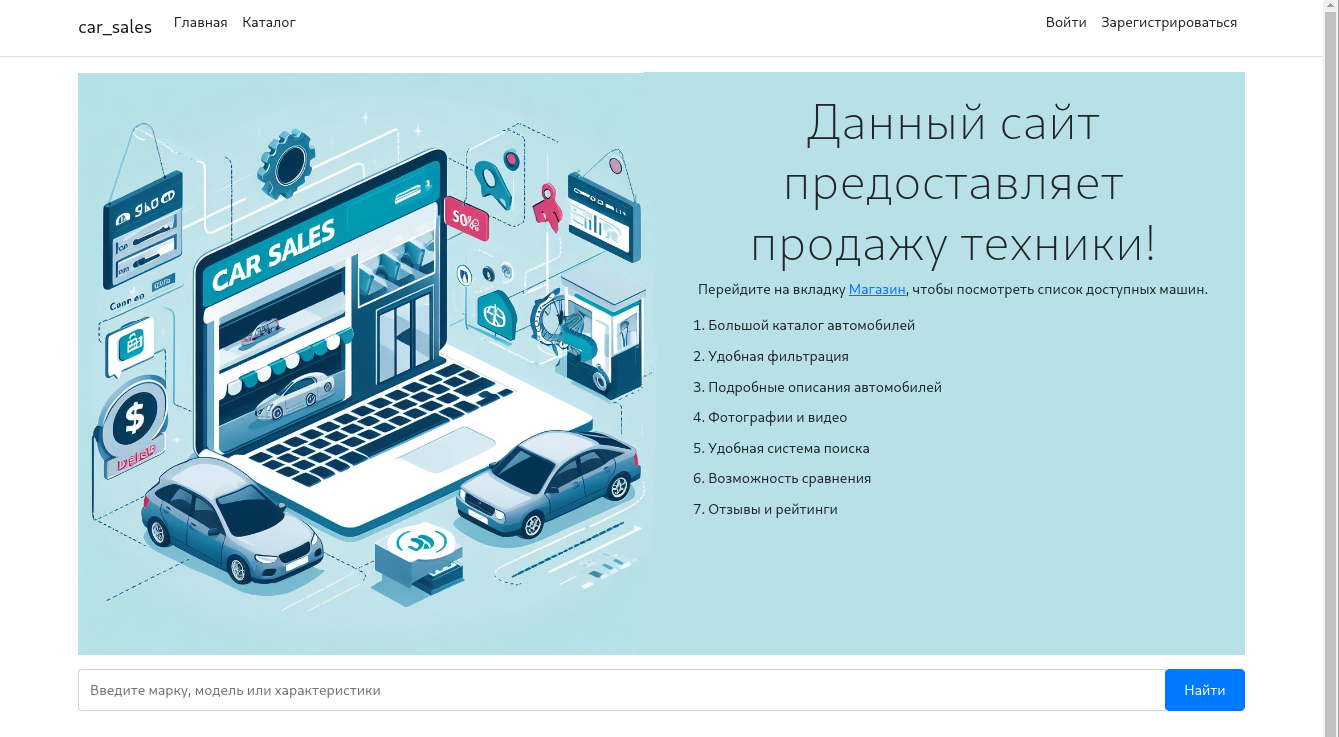 car_sales Главная Каталог Войти Зарегистрироваться
Данный сайт
предоставляет
продажу техники!
Перейдите на вкладку Магазин, чтобы посмотреть список доступных машин.
1. Большой каталог автомобилей
2. Удобная фильтрация
3. Подробные описания автомобилей
4. Фотографии и видео
5. Удобная система поиска
6. Возможность сравнения
7. Отзывы и рейтинги
CAR SALES
50%
$
Введите марку, модель или характеристики
Найти